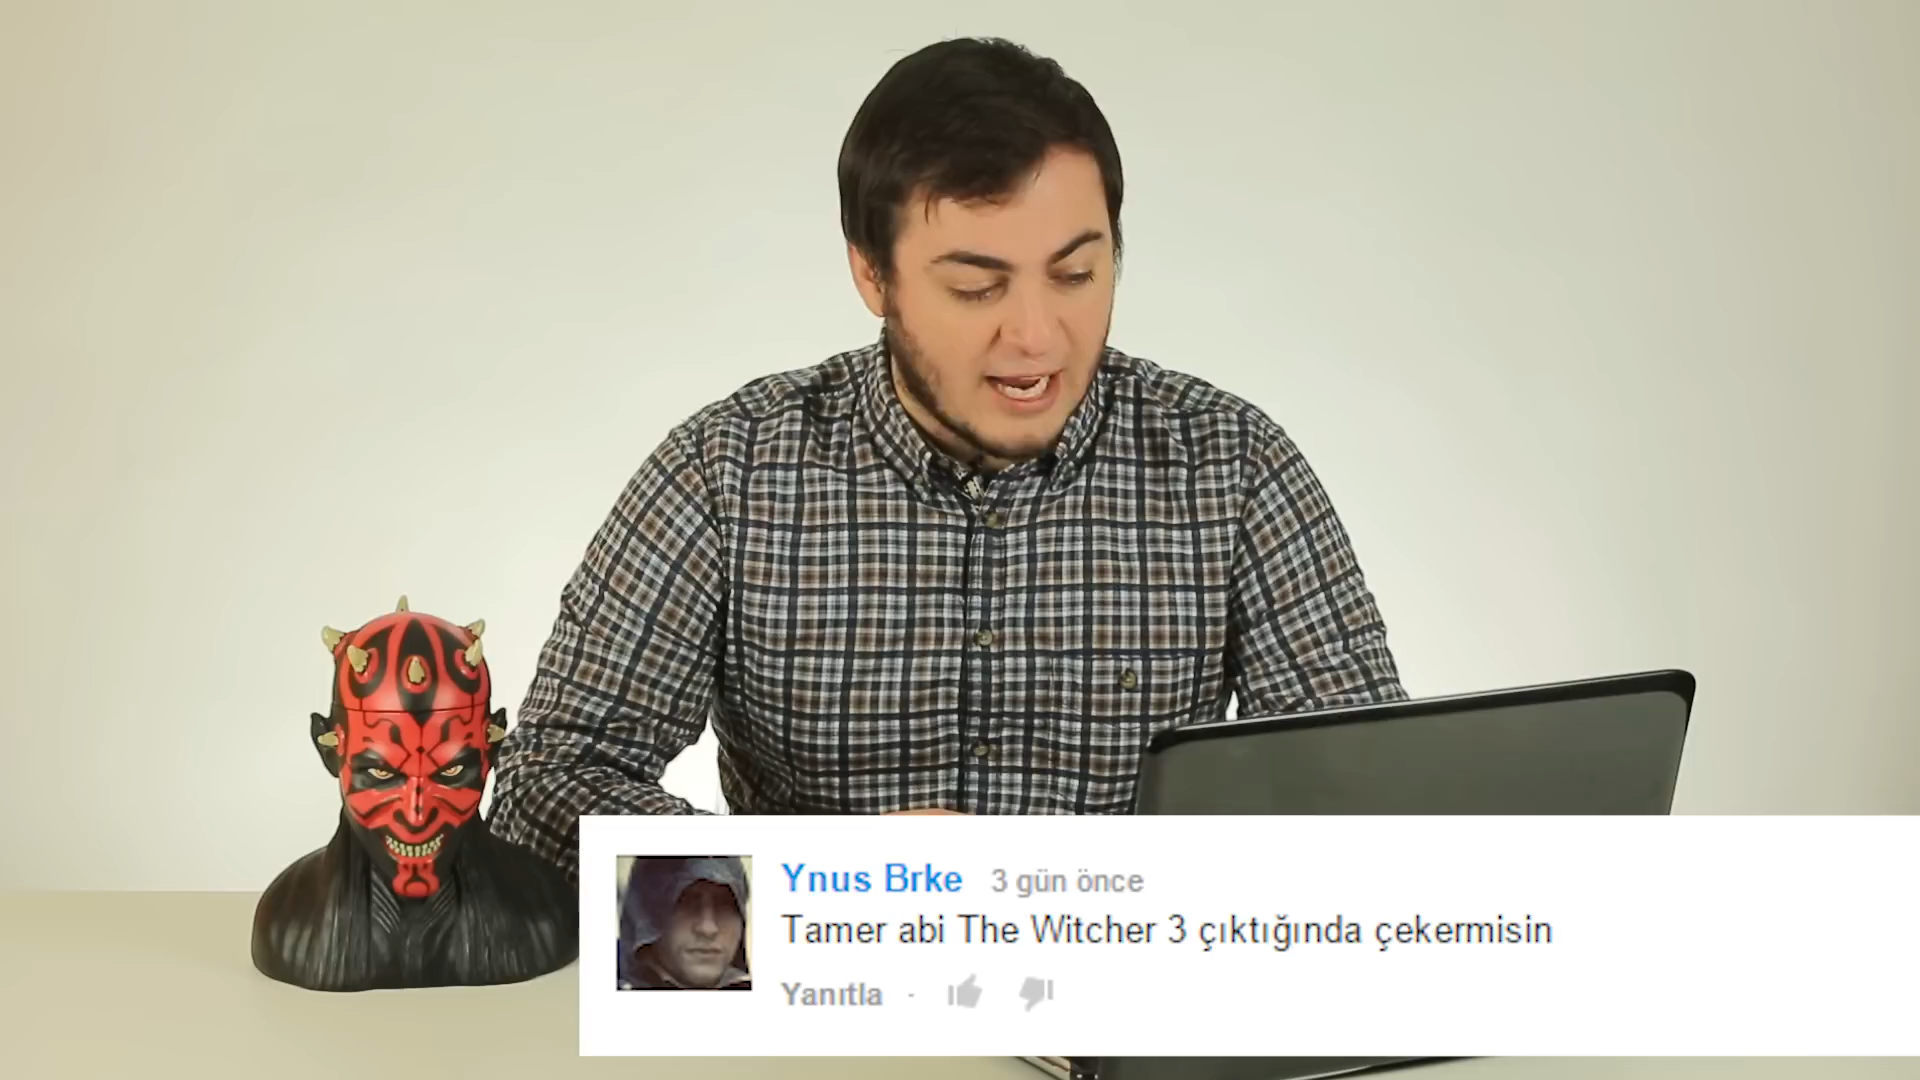 Ynus Brke 3 gün önce
Tamer abi The Witcher 3 çıktığında çekermisin
Yanıtla ·